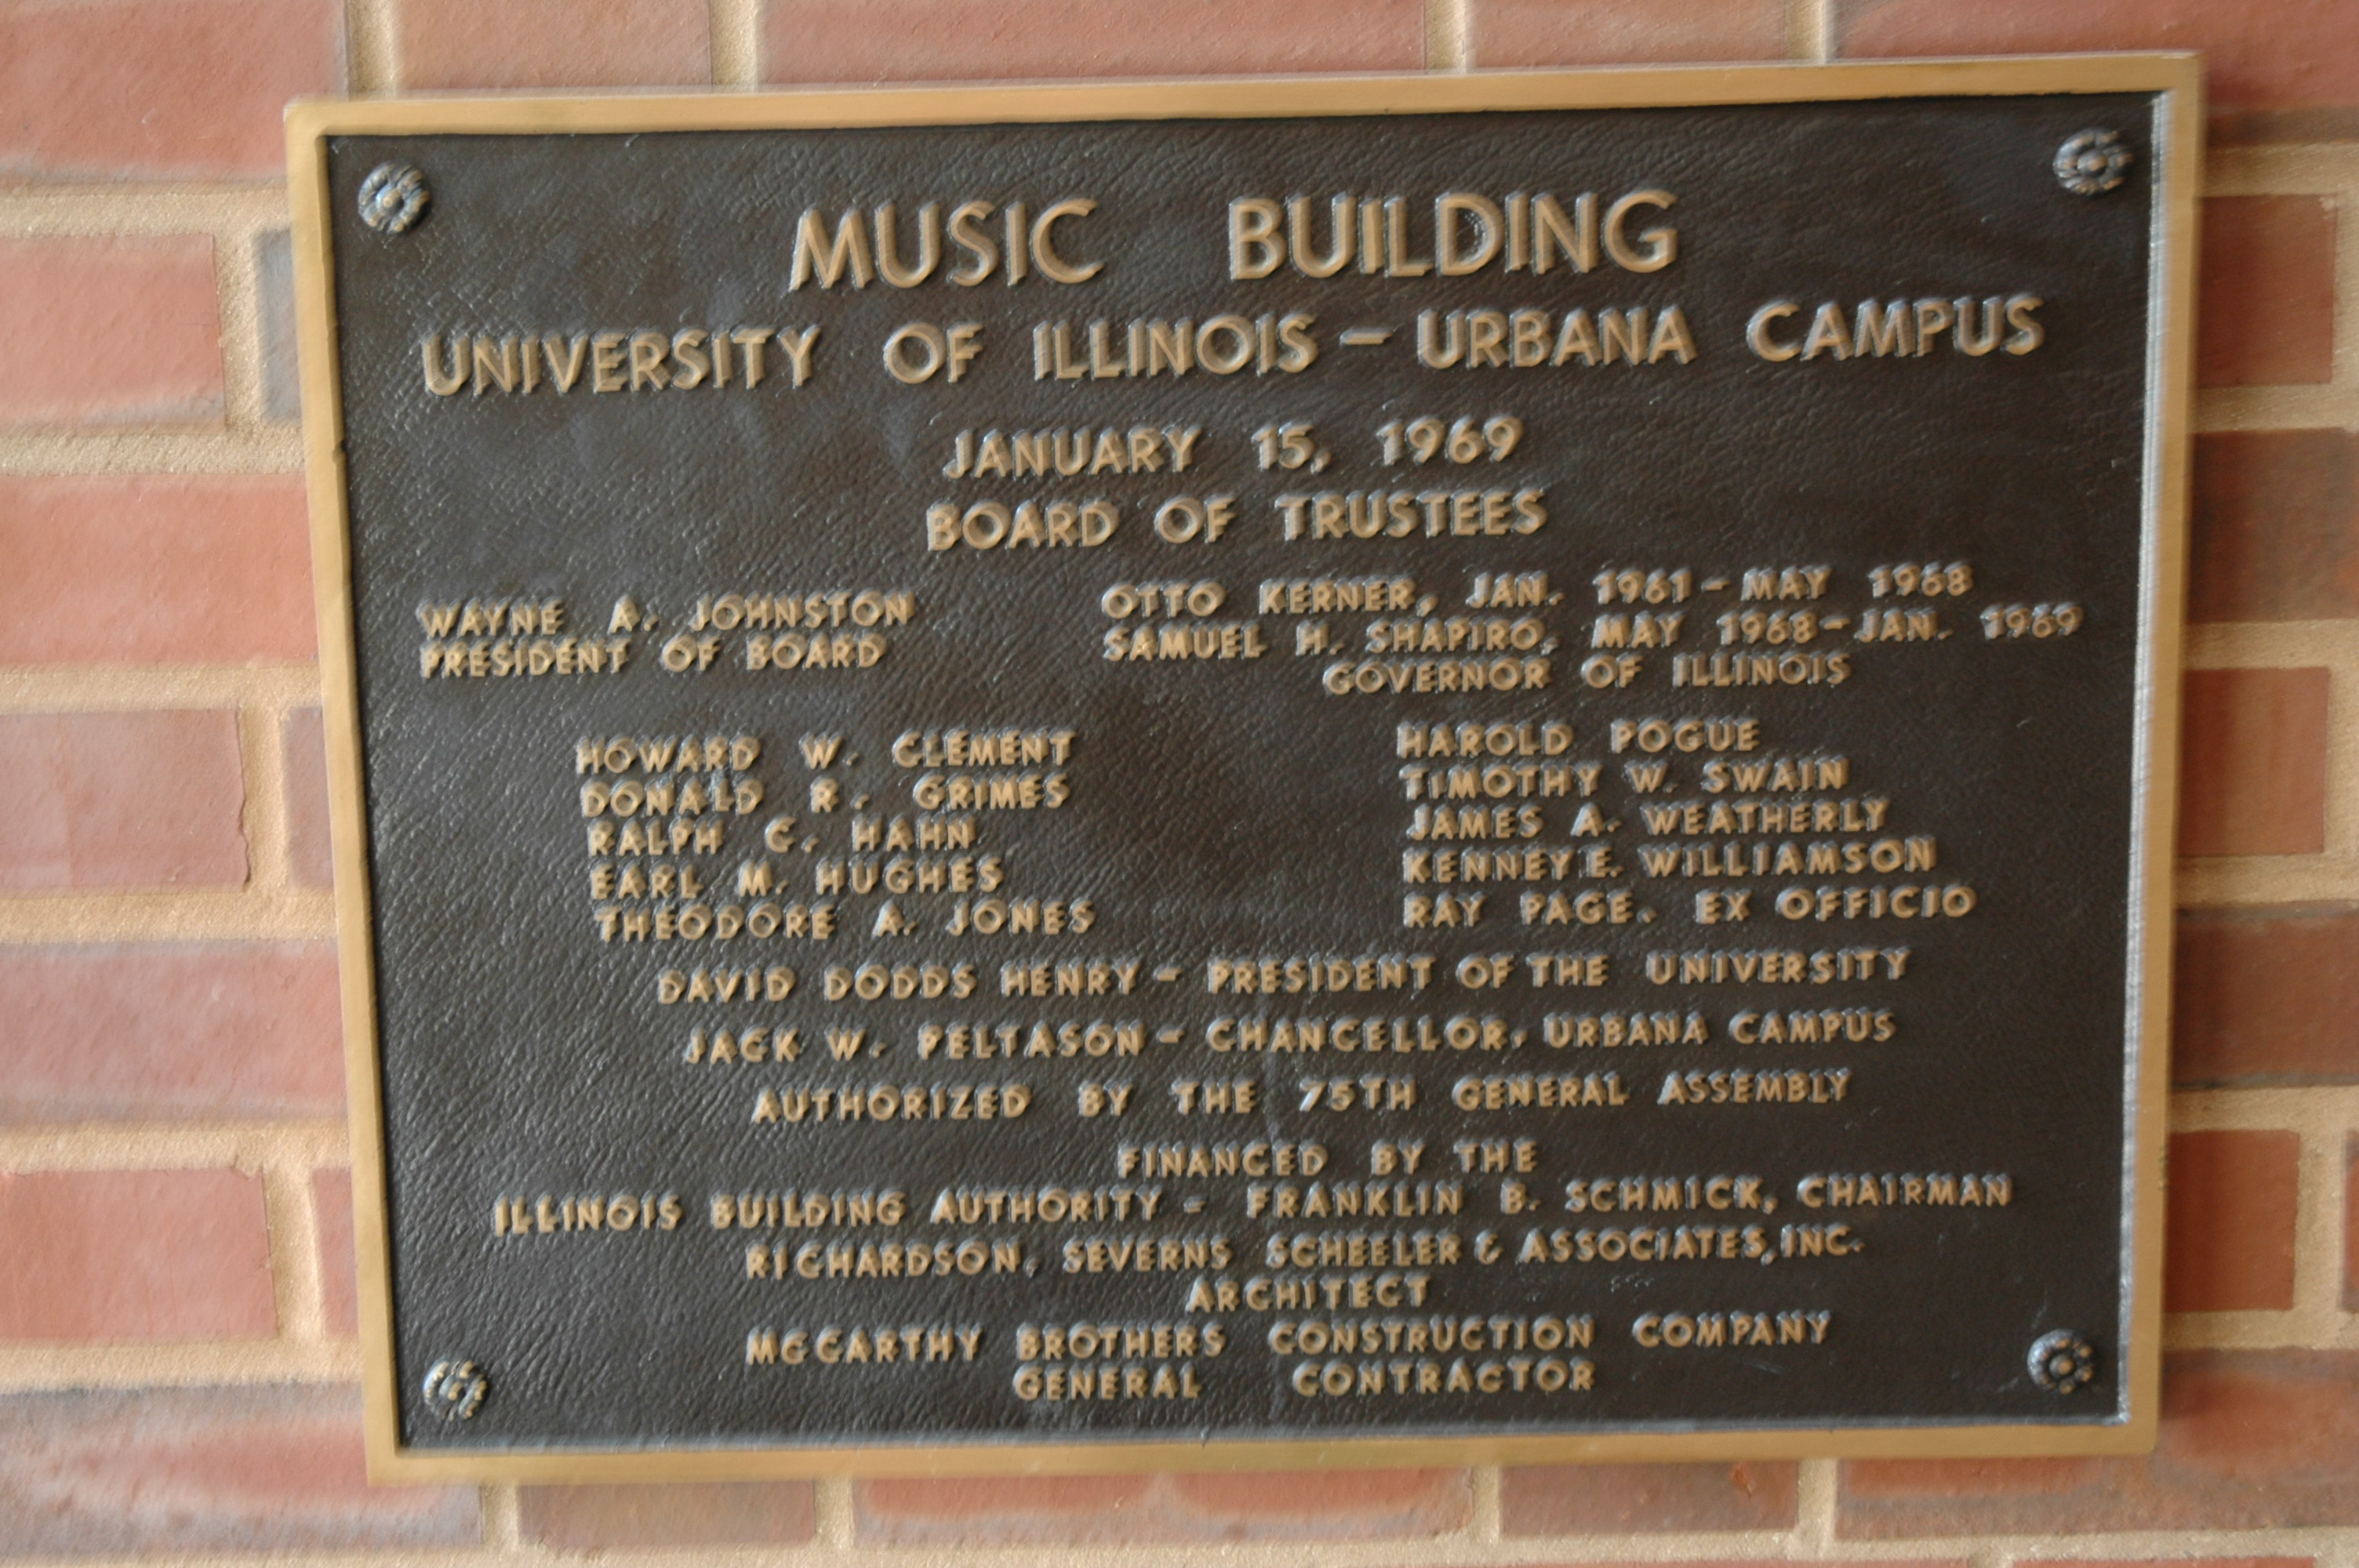 MUSIC BUILDING
UNIVERSITY OF ILLINOIS – URBANA CAMPUS
JANUARY 15, 1969
BOARD OF TRUSTEES
WAYNE A. JOHNSTON
PRESIDENT OF BOARD
OTTO KERNER, JAN. 1961 – MAY 1968
SAMUEL H. SHAPIRO, MAY 1968 – JAN. 1969
GOVERNOR OF ILLINOIS
HOWARD W. CLEMENT
DONALD R. GRIMES
RALPH C. HAHN
EARL M. HUGHES
THEODORE A. JONES
HAROLD POGUE
TIMOTHY W. SWAIN
JAMES A. WEATHERLY
KENNEY E. WILLIAMSON
RAY PAGE. EX OFFICIO
DAVID DODDS HENRY – PRESIDENT OF THE UNIVERSITY
JACK W. PELTASON – CHANCELLOR, URBANA CAMPUS
AUTHORIZED BY THE 75TH GENERAL ASSEMBLY
FINANCED BY THE
ILLINOIS BUILDING AUTHORITY – FRANKLIN B. SCHMICK, CHAIRMAN
RICHARDSON, SEVERNS SCHEELER & ASSOCIATES, INC.
ARCHITECT
MCCARTHY BROTHERS CONSTRUCTION COMPANY
GENERAL CONTRACTOR